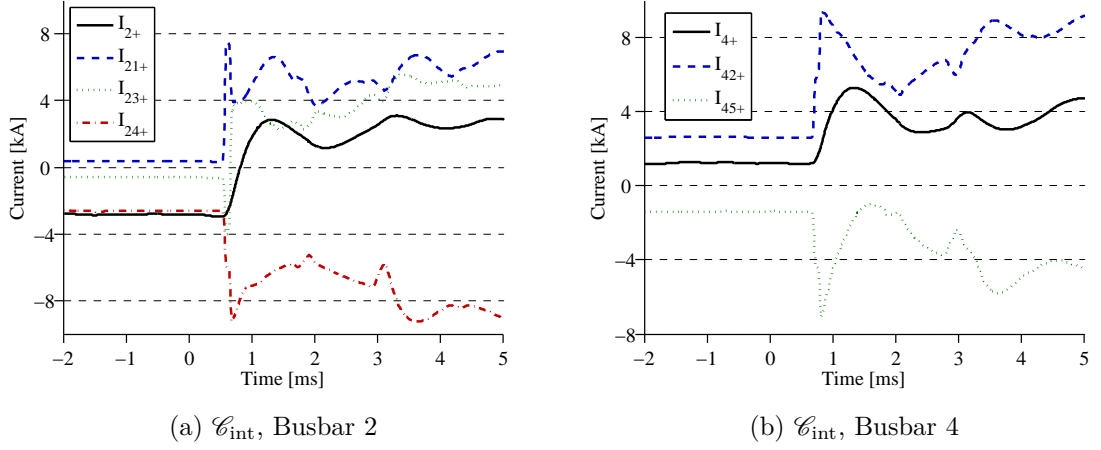 I2+
I21+
I23+
I24+
8
4
0
−4
−8
Current [kA]
−2 −1 0 1 2 3 4 5
Time [ms]
(a) 𝒞int, Busbar 2
I4+
I42+
I45+
8
4
0
−4
−8
Current [kA]
−2 −1 0 1 2 3 4 5
Time [ms]
(b) 𝒞int, Busbar 4